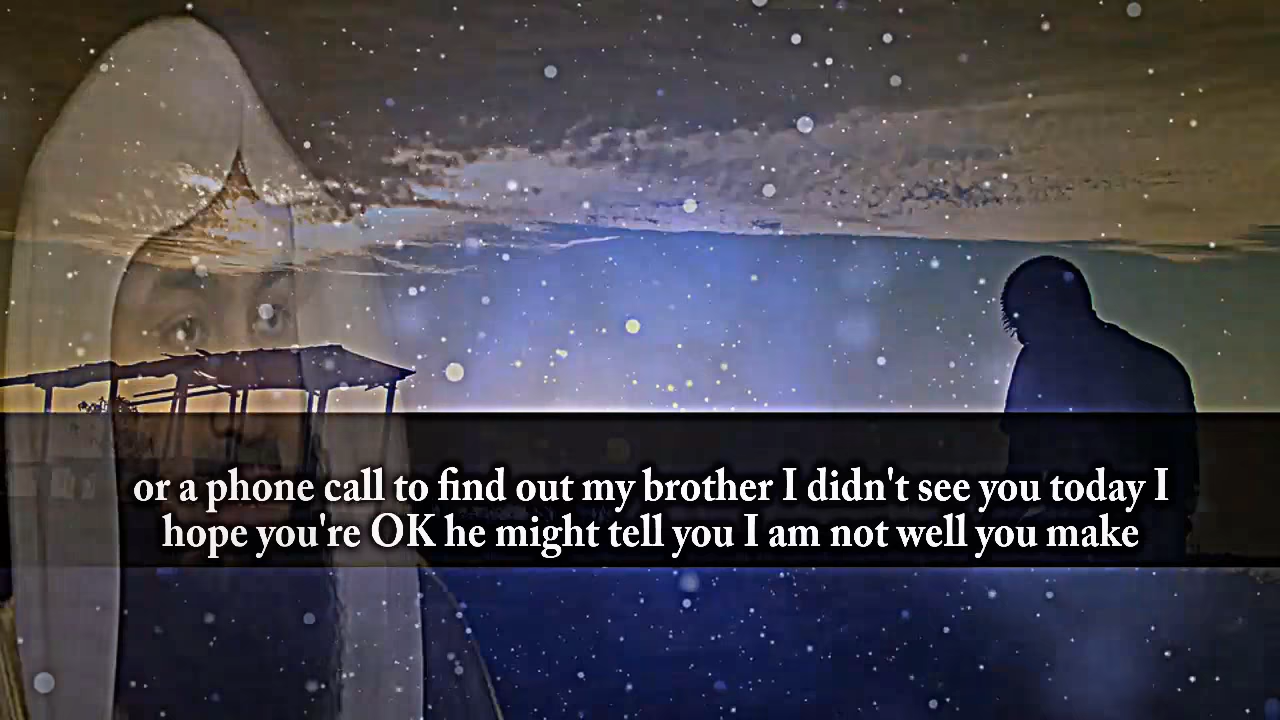 or a phone call to find out my brother I didn't see you today I
hope you're OK he might tell you I am not well you make